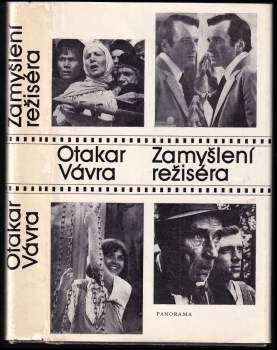 Zamyšlení
režiséra
Otakar
Vávra
Otakar
Vávra
Zamyšlení
režiséra
PANORAMA